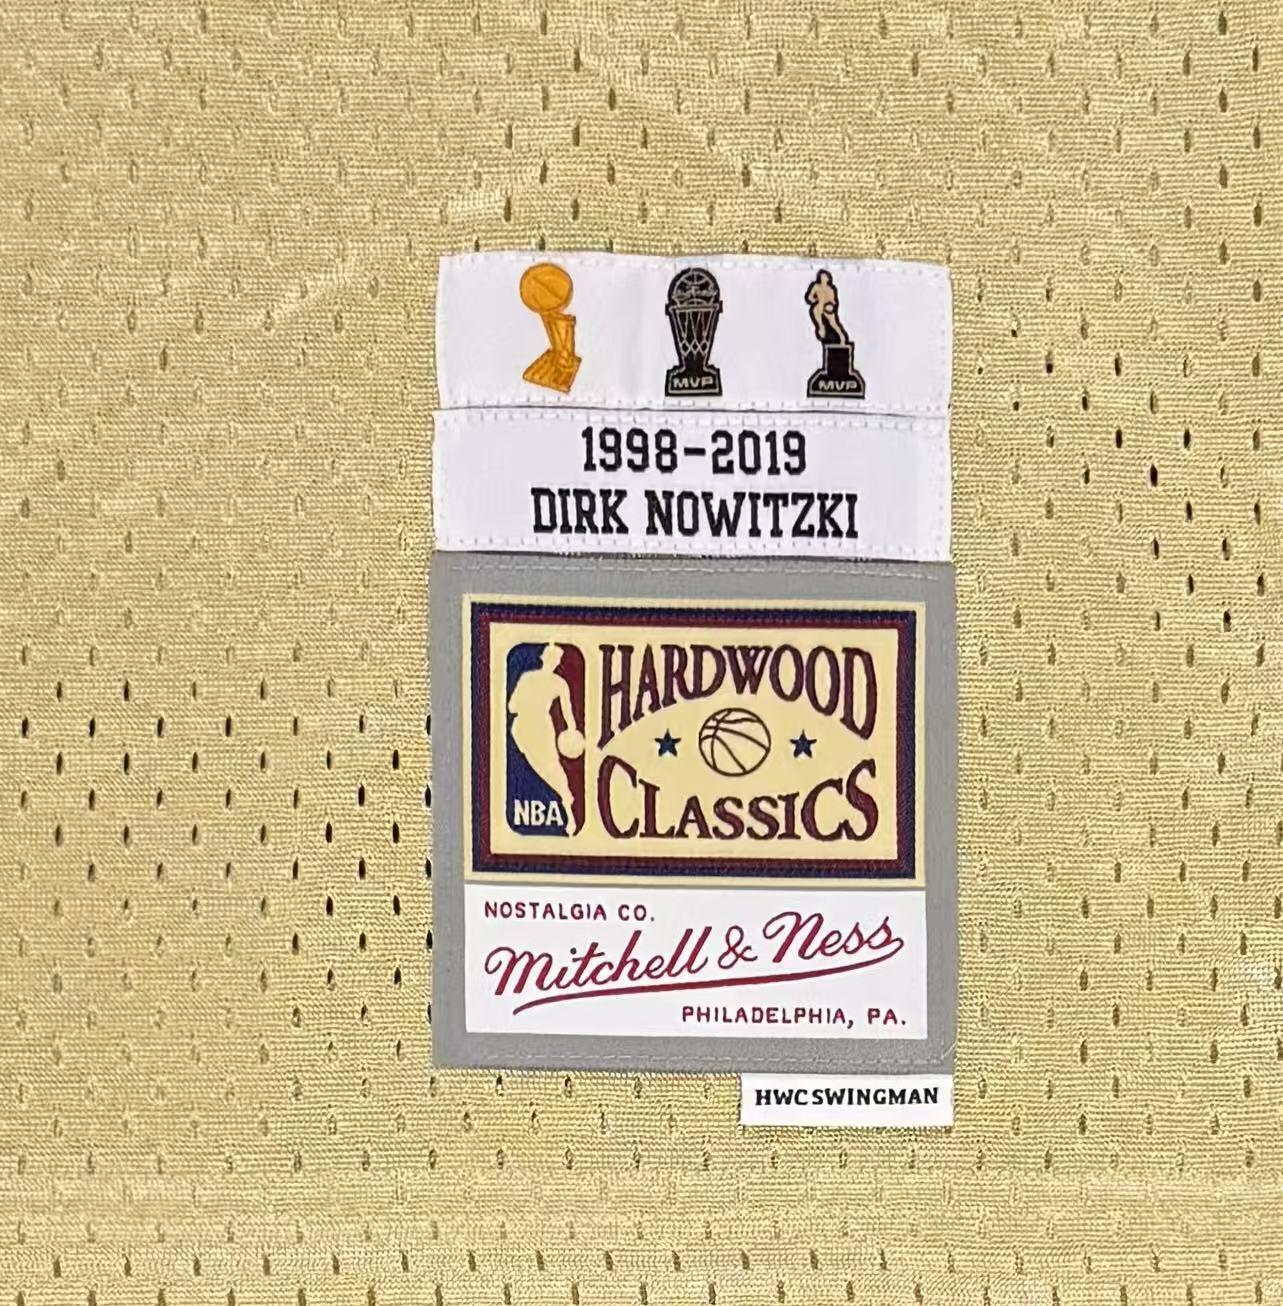 MVP MVP
1998-2019
DIRK NOWITZKI
HARDWOOD
CLASSICS
NBA
NOSTALGIA CO.
Mitchell & Ness
PHILADELPHIA, PA.
HWC SWINGMAN